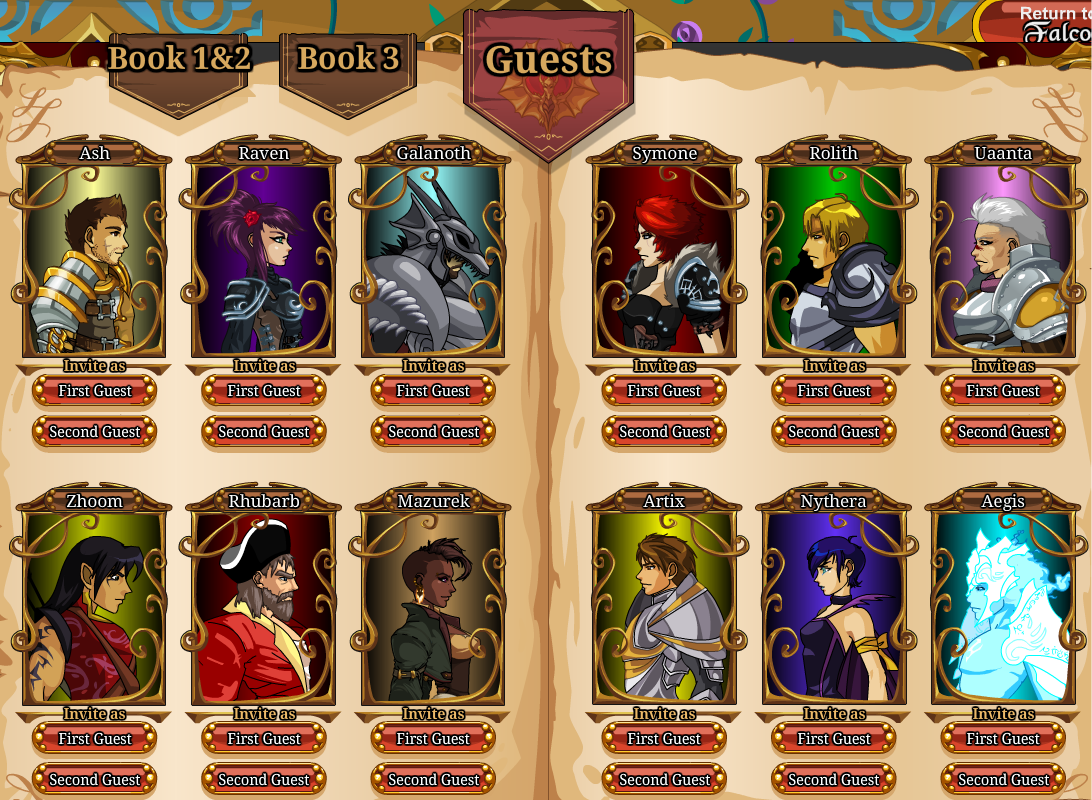 Return to
Falco
Book 1&2
Book 3
Guests
Ash
Raven
Galanoth
Symone
Rolith
Uaanta
Invite as
Invite as
Invite as
Invite as
Invite as
Invite as
First Guest
First Guest
First Guest
First Guest
First Guest
First Guest
Second Guest
Second Guest
Second Guest
Second Guest
Second Guest
Second Guest
Zhoom
Rhubarb
Mazurek
Artix
Nythera
Aegis
Invite as
Invite as
Invite as
Invite as
Invite as
Invite as
First Guest
First Guest
First Guest
First Guest
First Guest
First Guest
Second Guest
Second Guest
Second Guest
Second Guest
Second Guest
Second Guest